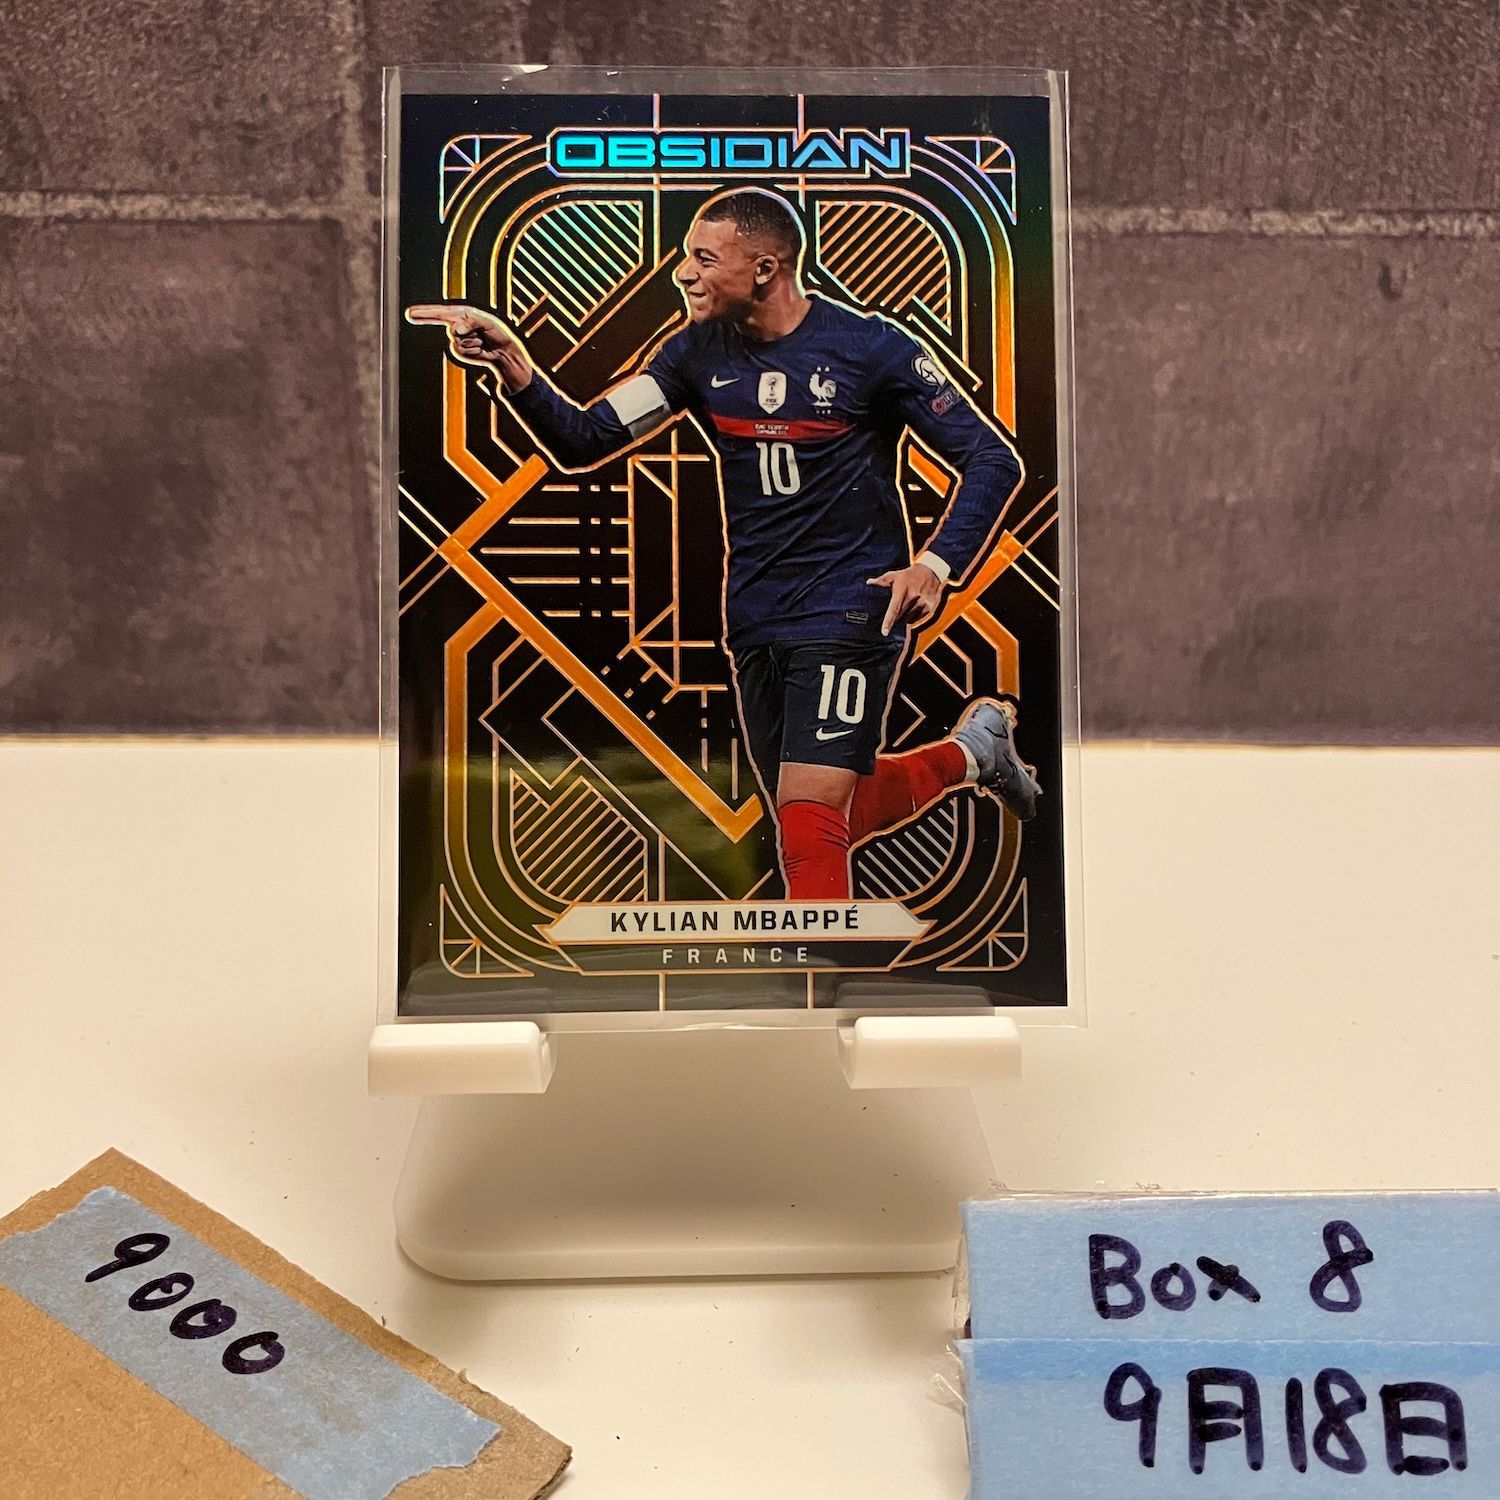 OBSIDIAN
10
10
KYLIAN MBAPPÉ
FRANCE
9000
Box 8
9月18日